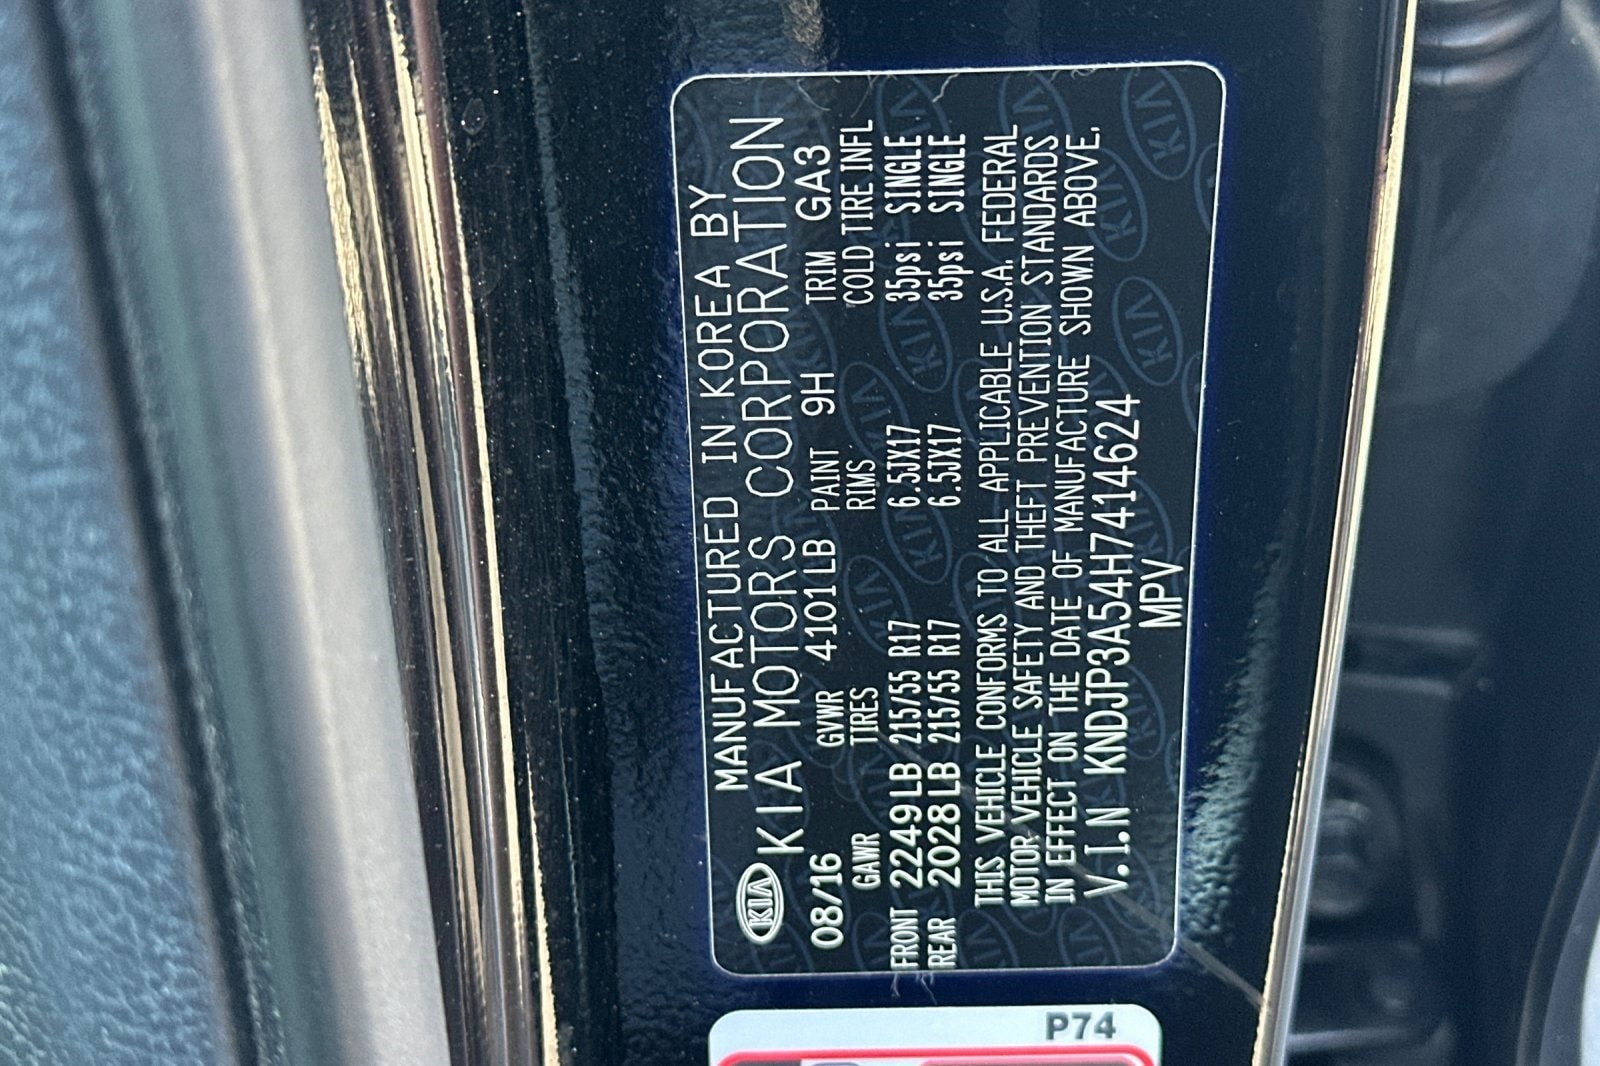 MANUFACTURED IN KOREA BY
KIA KIA MOTORS CORPORATION
08/16 GVWR 4101LB PAINT 9H TRIM GA3
GAWR TIRES RIMS COLD TIRE INFL
FRONT 2249LB 215/55 R17 6.5JX17 35psi SINGLE
REAR 2028LB 215/55 R17 6.5JX17 35psi SINGLE
THIS VEHICLE CONFORMS TO ALL APPLICABLE U.S.A. FEDERAL
MOTOR VEHICLE SAFETY AND THEFT PREVENTION STANDARDS
IN EFFECT ON THE DATE OF MANUFACTURE SHOWN ABOVE.
V.I.N KNDJP3A54H7414624
MPV
P74